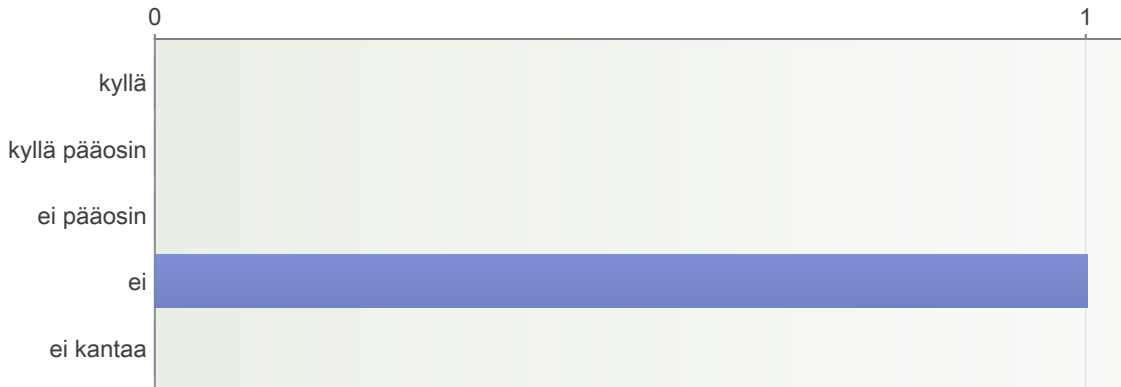 0 1
kyllä
kyllä pääosin
ei pääosin
ei
ei kantaa